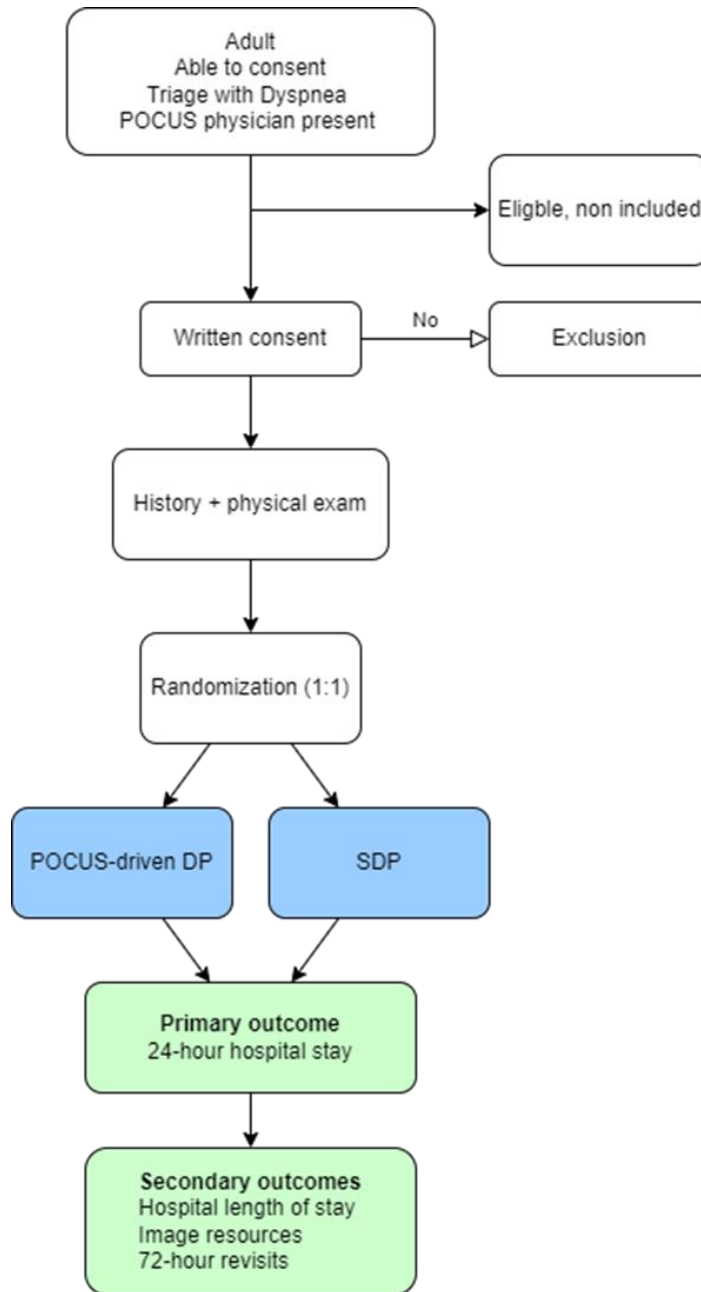 Adult
Able to consent
Triage with Dyspnea
POCUS physician present
Eligble, non included
Written consent
No
Exclusion
History + physical exam
Randomization (1:1)
POCUS-driven DP
SDP
Primary outcome
24-hour hospital stay
Secondary outcomes
Hospital length of stay
Image resources
72-hour revisits